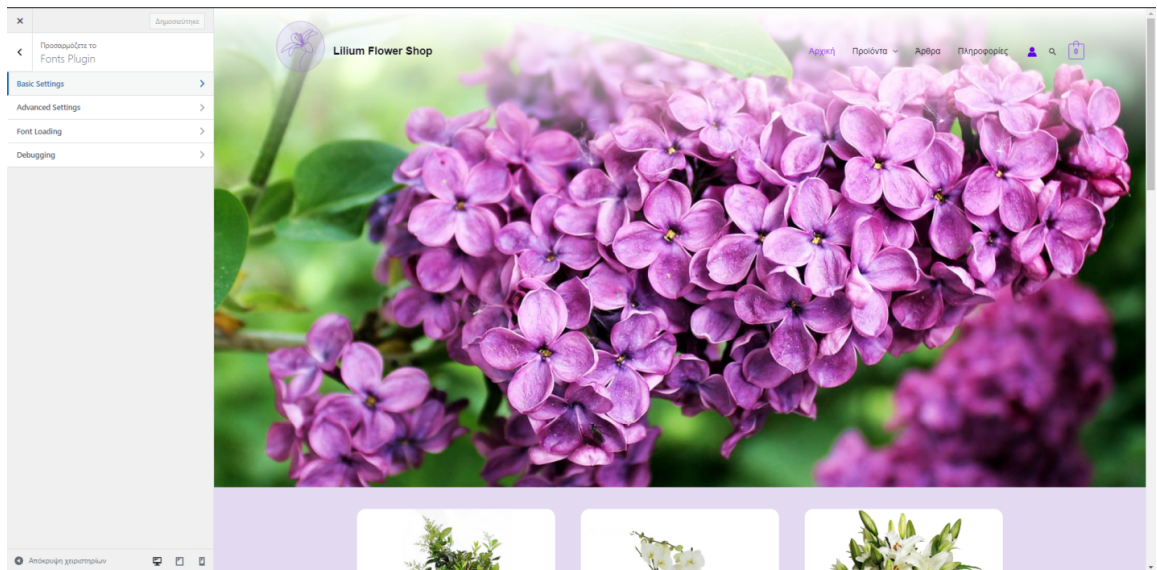 Δημοσιεύτηκε
Προσαρμόζετε το
Fonts Plugin
Basic Settings
Advanced Settings
Font Loading
Debugging
Απόκρυψη χειριστηρίων
Lilium Flower Shop
Αρχική Προϊόντα Άρθρα Πληροφορίες 0